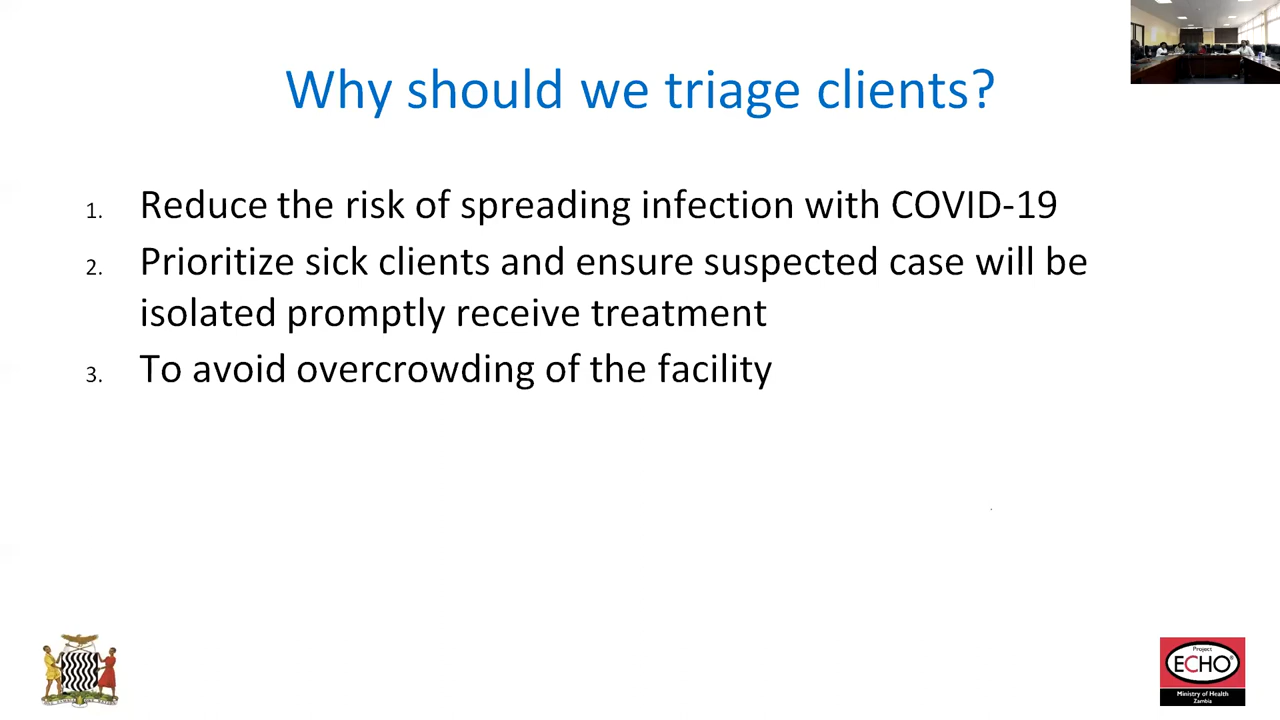 Why should we triage clients?
1. Reduce the risk of spreading infection with COVID-19
2. Prioritize sick clients and ensure suspected case will be
isolated promptly receive treatment
3. To avoid overcrowding of the facility
Project
ECHO®
Ministry of Health
Zambia